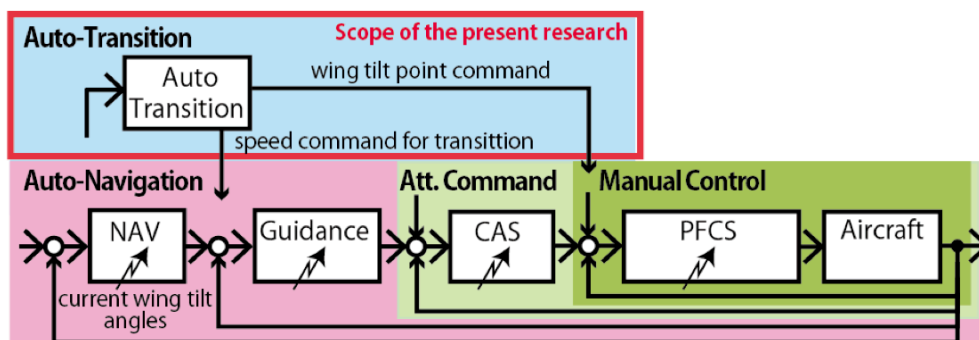 Auto-Transition
Scope of the present research
Auto
Transition
wing tilt point command
speed command for transittion
Auto-Navigation
Att. Command
Manual Control
NAV
Guidance
CAS
PFCS
Aircraft
current wing tilt
angles